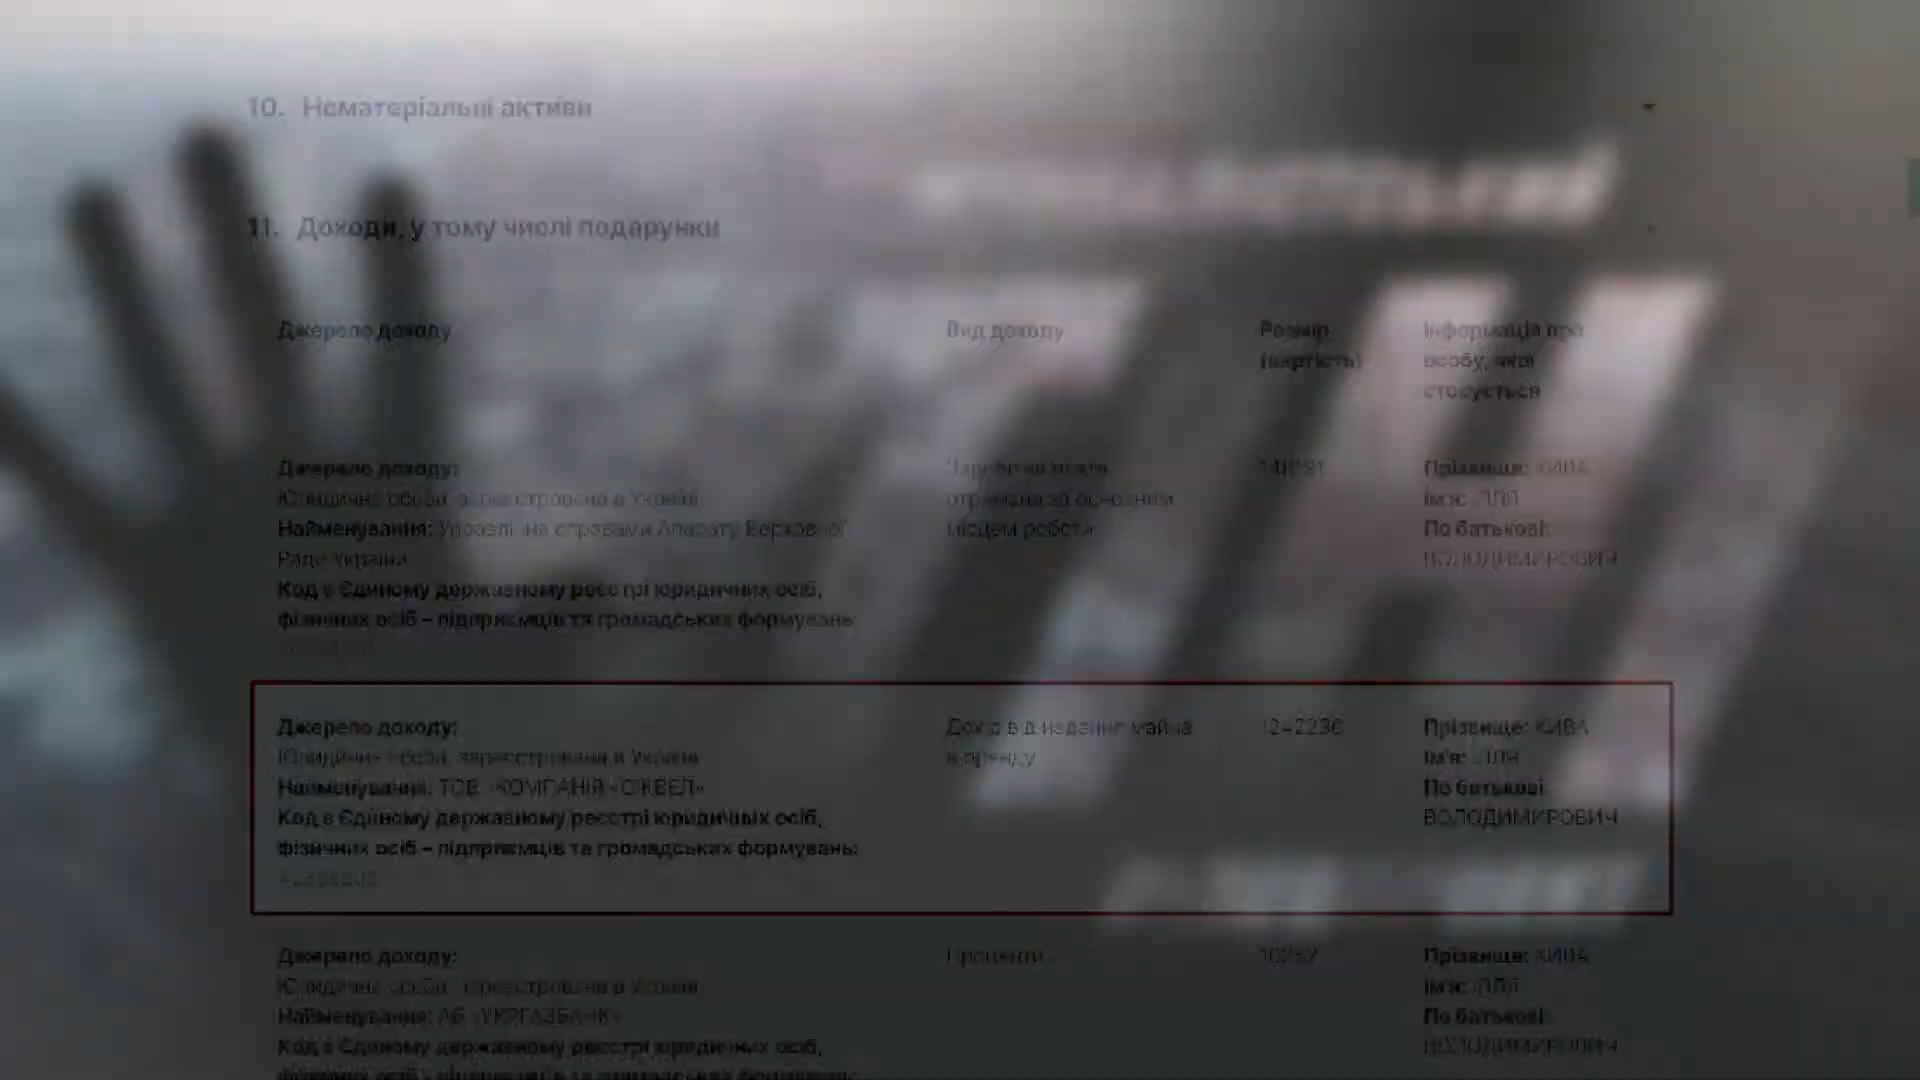 10. Нематеріальні активи
11. Доходи, у тому числі подарунки
Джерело доходу
Вид доходу
Розмір
(вартість)
Інформація про
особу, якої
стосується
Джерело доходу:
Юридична особа, зареєстрована в Україні
Найменування: Управління справами Апарату Верховної
Ради України
Код в Єдиному державному реєстрі юридичних осіб,
фізичних осіб – підприємців та громадських формувань:
Заробітна плата
отримана за основним
місцем роботи
Прізвище: КИВА
Ім'я: ІЛЛЯ
По батькові:
ВОЛОДИМИРОВИЧ
Джерело доходу:
Юридична особа, зареєстрована в Україні
Найменування: ТОВ «КОМПАНІЯ «СІКВЕЛ»
Код в Єдиному державному реєстрі юридичних осіб,
фізичних осіб – підприємців та громадських формувань:
Дохід від надання майна
в оренду
Прізвище: КИВА
Ім'я: ІЛЛЯ
По батькові:
ВОЛОДИМИРОВИЧ
Джерело доходу:
Юридична особа, зареєстрована в Україні
Найменування: АБ «УКРГАЗБАНК»
Код в Єдиному державному реєстрі юридичних осіб,
фізичних осіб – підприємців та громадських формувань:
Проценти
Прізвище: КИВА
Ім'я: ІЛЛЯ
По батькові:
ВОЛОДИМИРОВИЧ